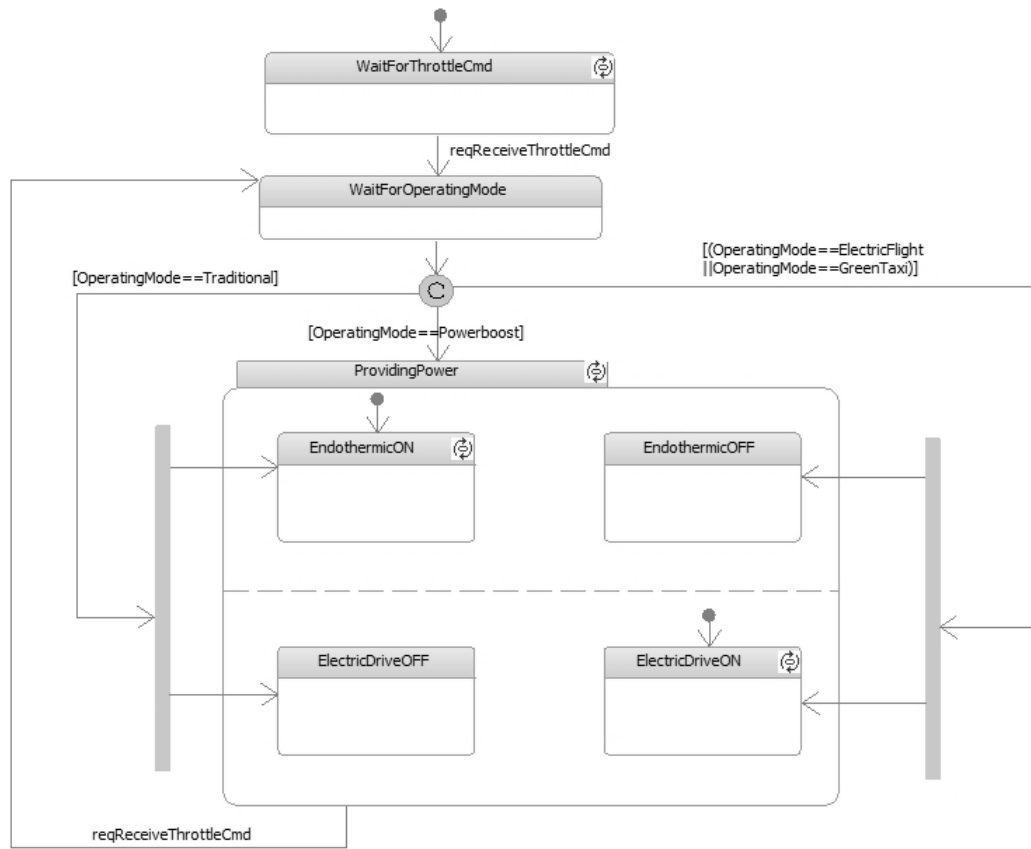 WaitForThrottleCmd
reqReceiveThrottleCmd
WaitForOperatingMode
[(OperatingMode==ElectricFlight
||OperatingMode==GreenTaxi)]
[OperatingMode==Traditional]
C
[OperatingMode==Powerboost]
ProvidingPower
EndothermicON
EndothermicOFF
ElectricDriveOFF
ElectricDriveON
reqReceiveThrottleCmd